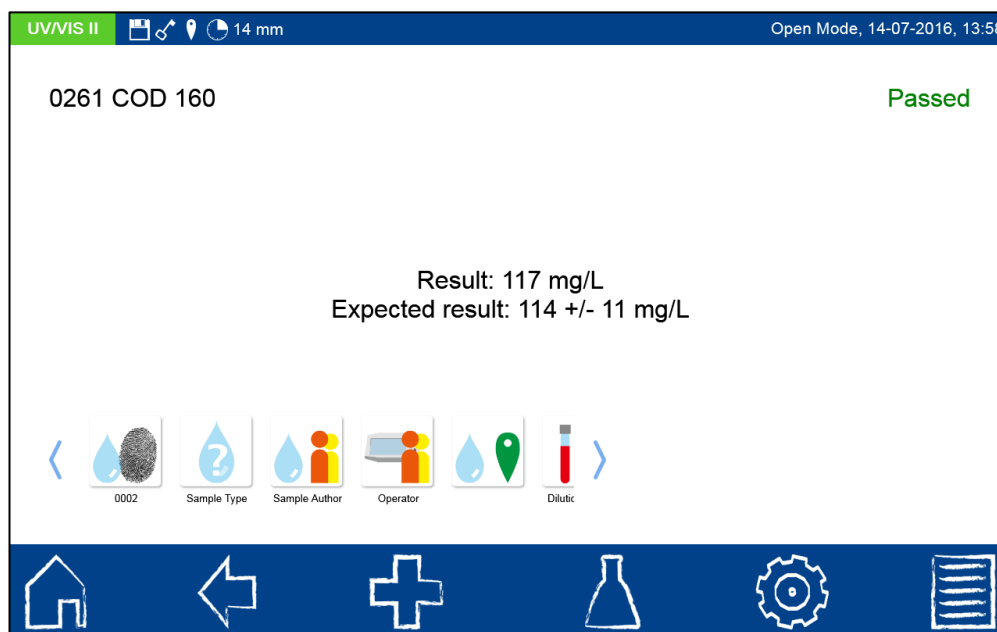 UV/VIS II 14 mm Open Mode, 14-07-2016, 13:58
0261 COD 160 Passed
Result: 117 mg/L
Expected result: 114 +/- 11 mg/L
?
0002 Sample Type Sample Author Operator Dilutic